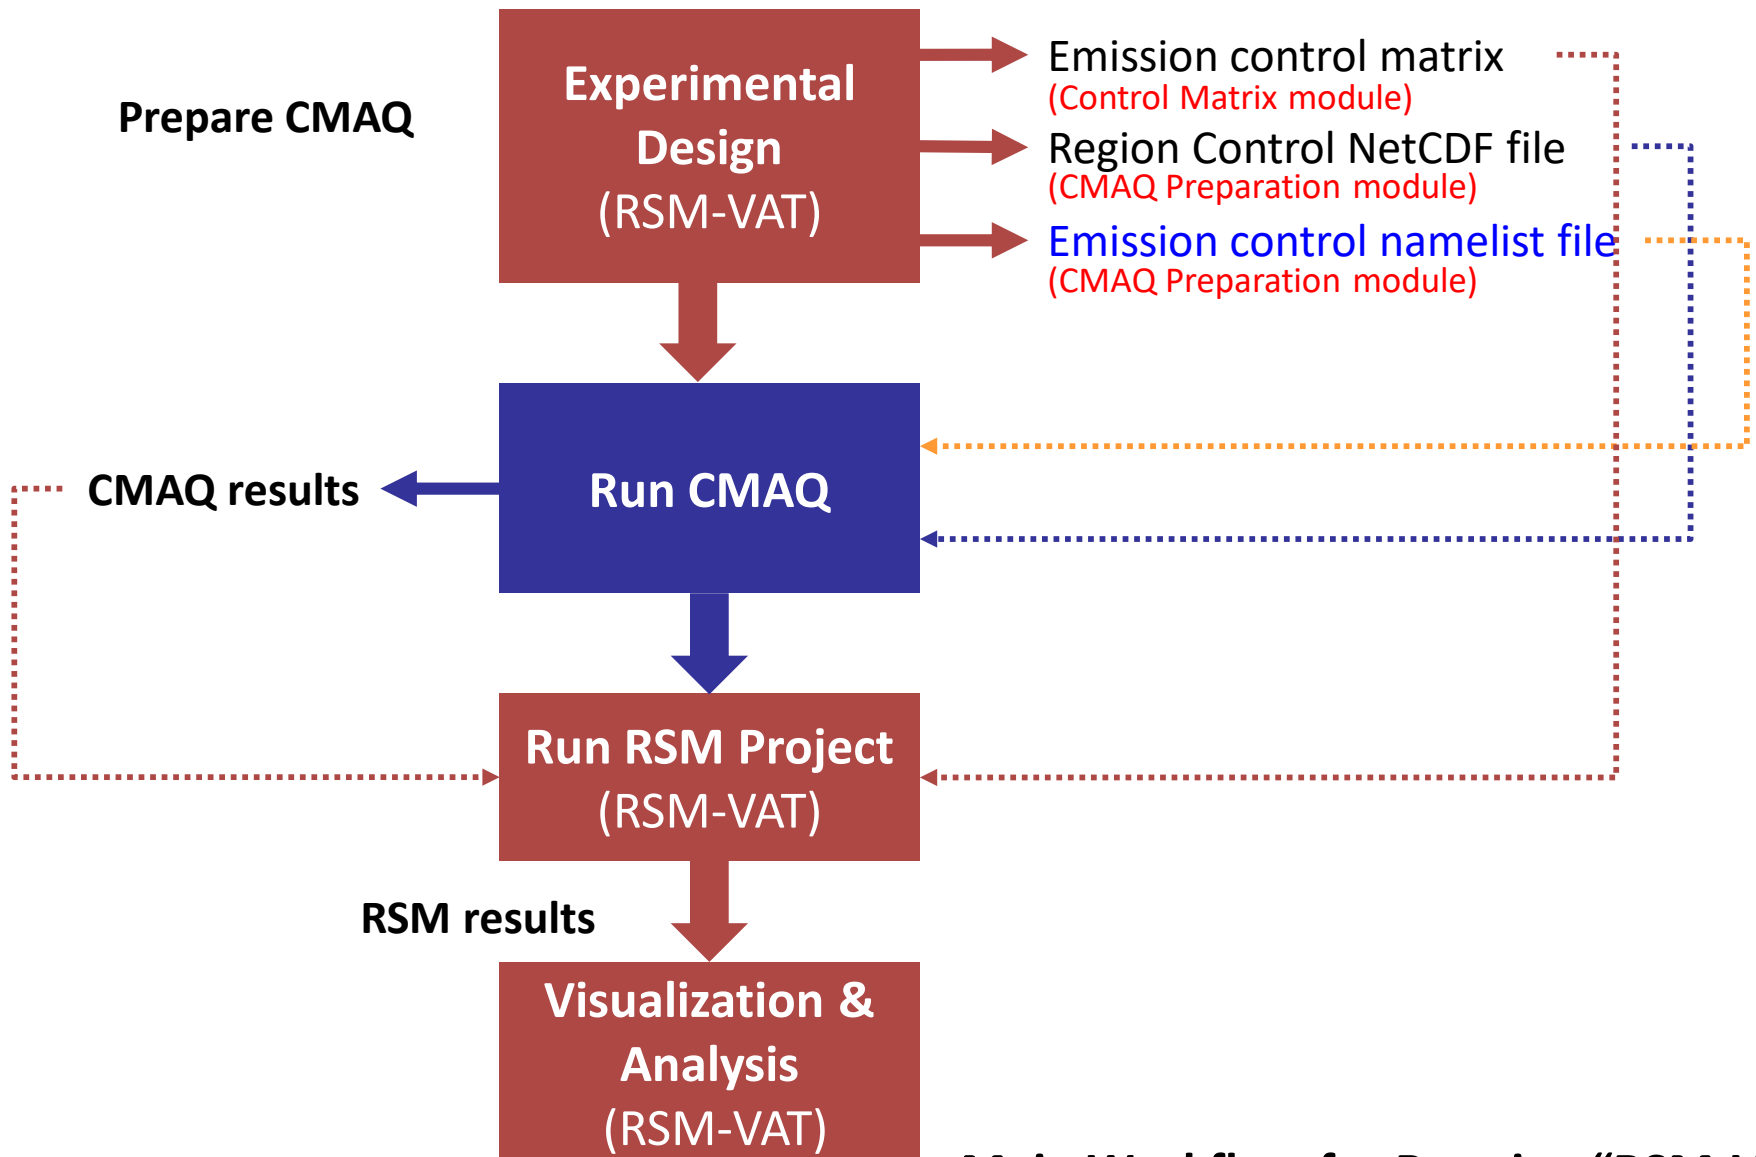 Prepare CMAQ
Experimental
Design
(RSM-VAT)
Emission control matrix
(Control Matrix module)
Region Control NetCDF file
(CMAQ Preparation module)
Emission control namelist file
(CMAQ Preparation module)
CMAQ results
Run CMAQ
Run RSM Project
(RSM-VAT)
RSM results
Visualization &
Analysis
(RSM-VAT)